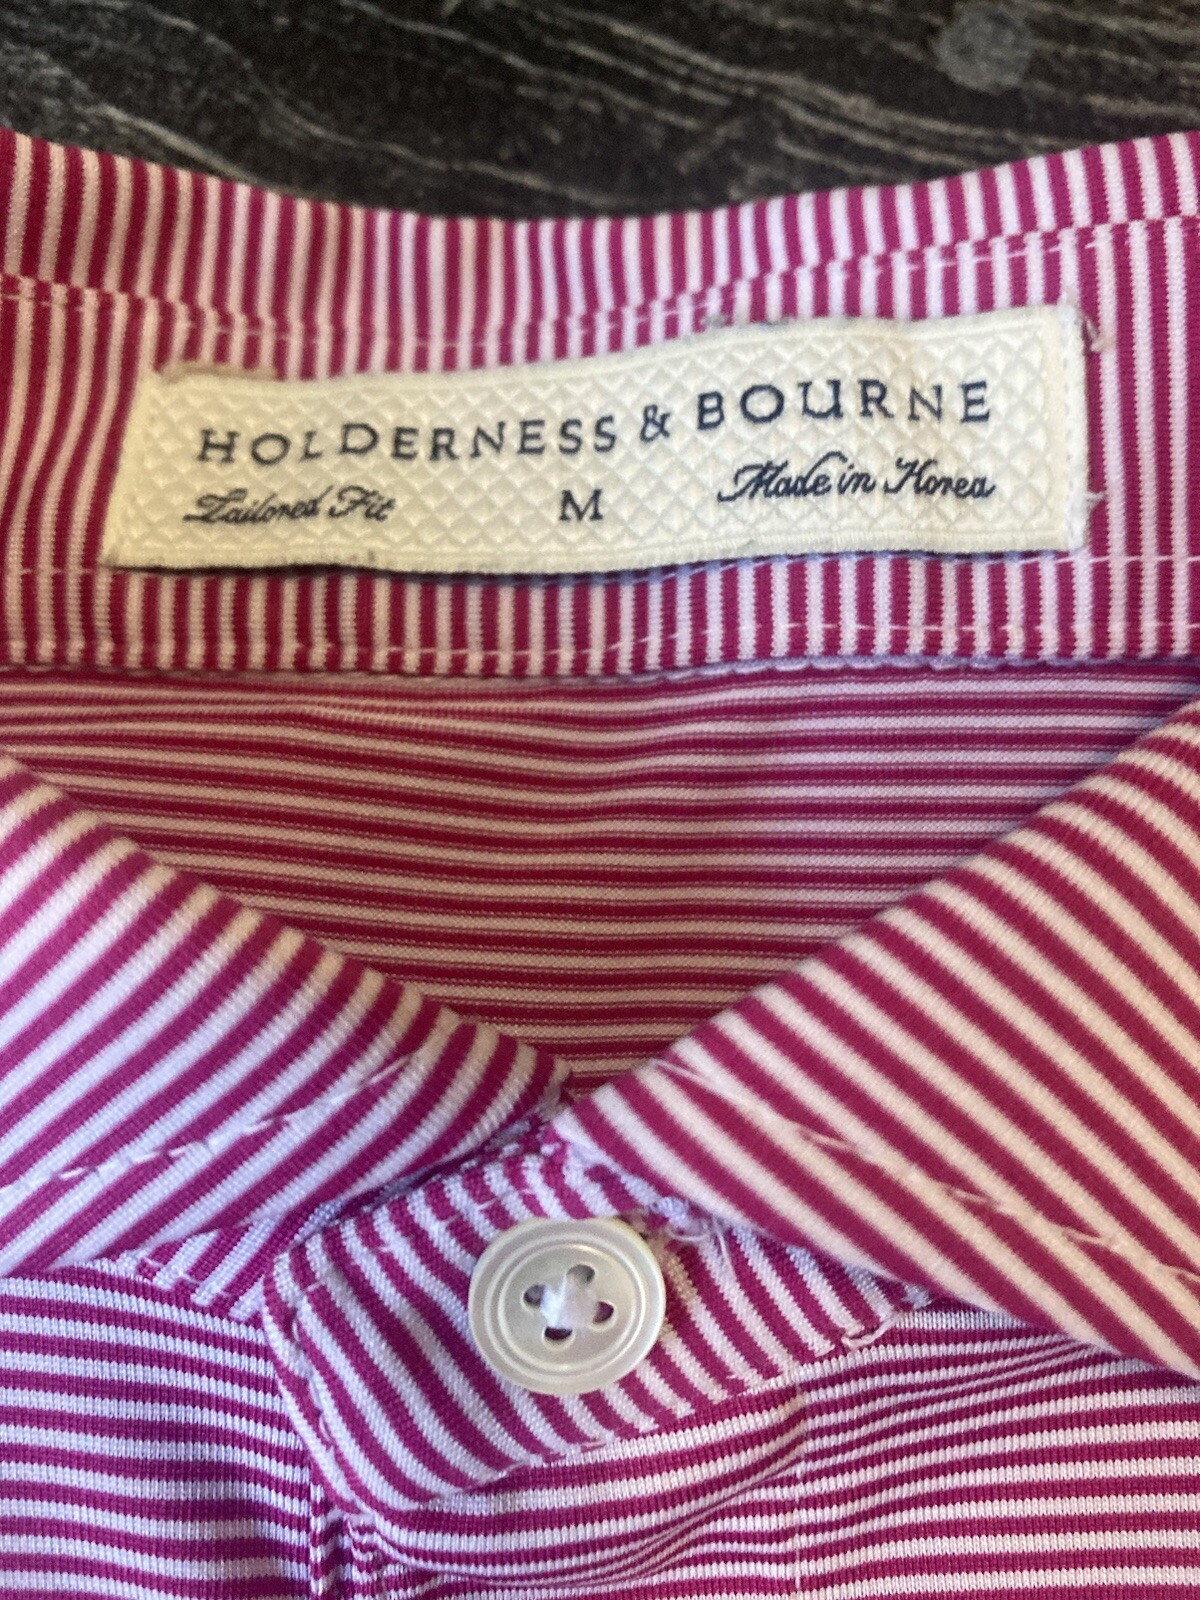 HOLDERNESS & BOURNE
Tailored Fit M Made in Korea